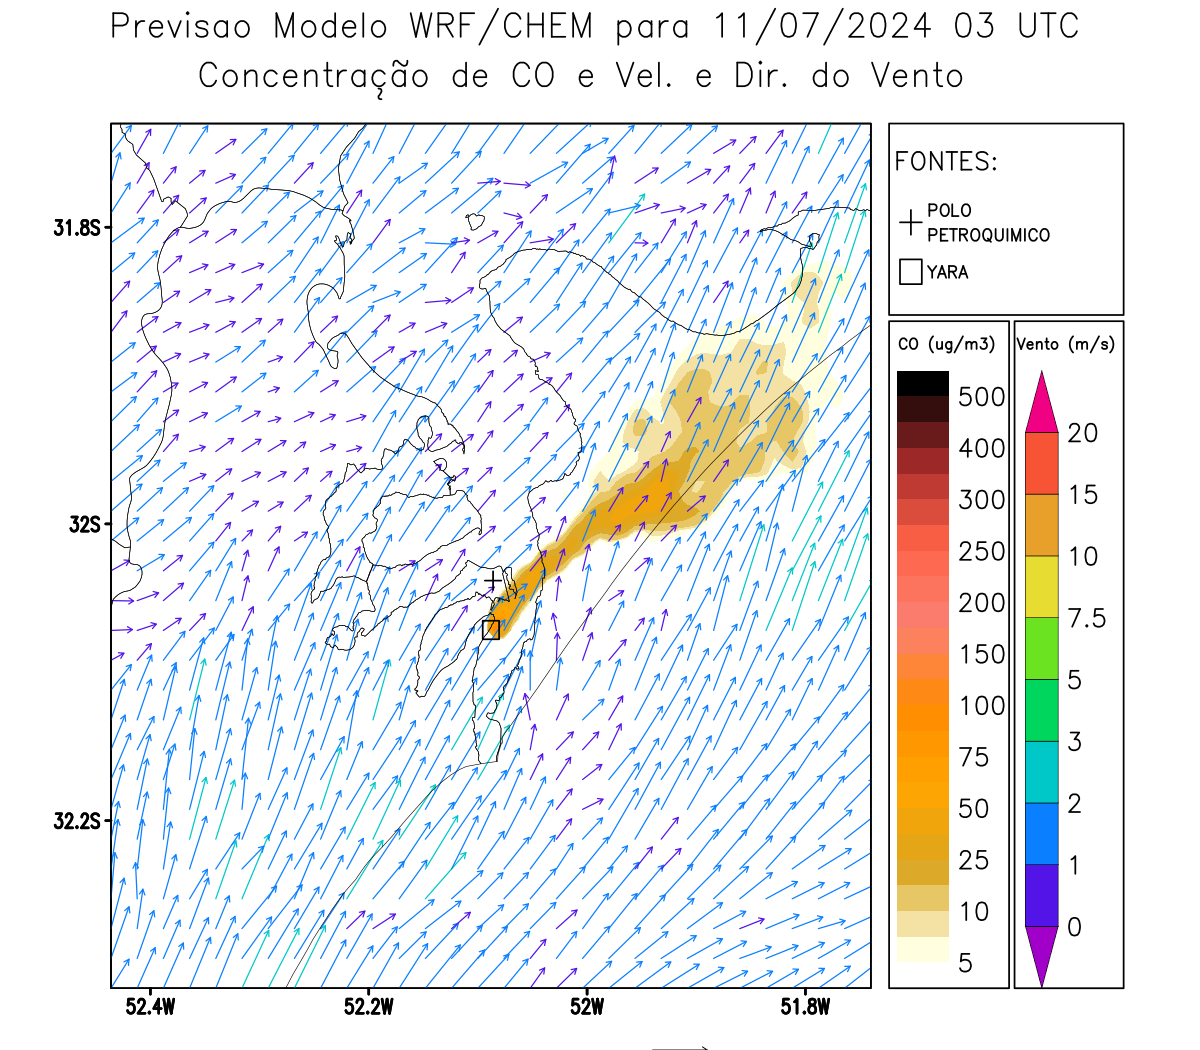 Previsao Modelo WRF/CHEM para 11/07/2024 03 UTC
Concentração de CO e Vel. e Dir. do Vento
FONTES:
POLO
PETROQUIMICO
YARA
CO (ug/m3)
500
400
300
250
200
150
100
75
50
25
10
5
Vento (m/s)
20
15
10
7.5
5
3
2
1
0
31.8S
32S
32.2S
52.4W
52.2W
52W
51.8W